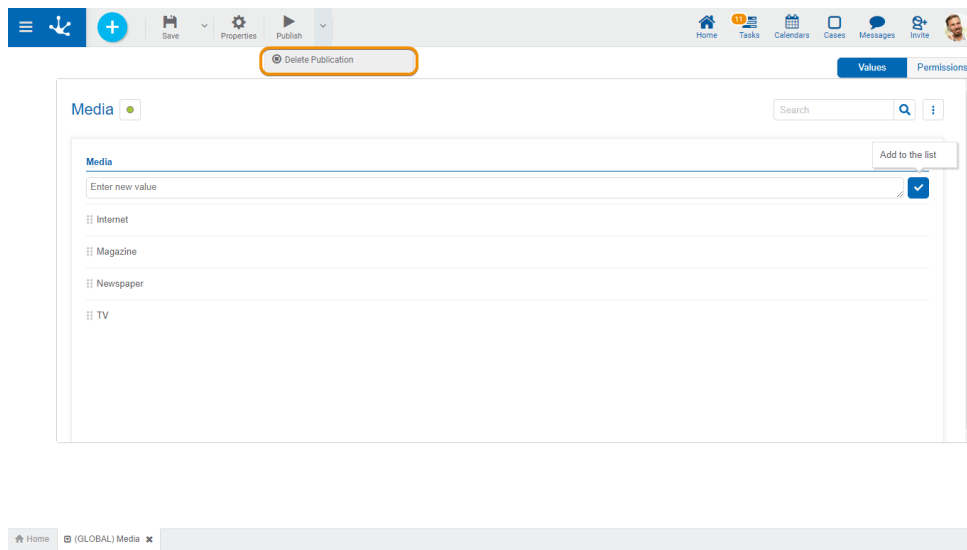 Save
Properties
Publish
Home
11
Tasks
Calendars
Cases
Messages
Invite
Delete Publication
Values
Permissions
Media
Search
Add to the list
Media
Enter new value
Internet
Magazine
Newspaper
TV
Home
(GLOBAL) Media